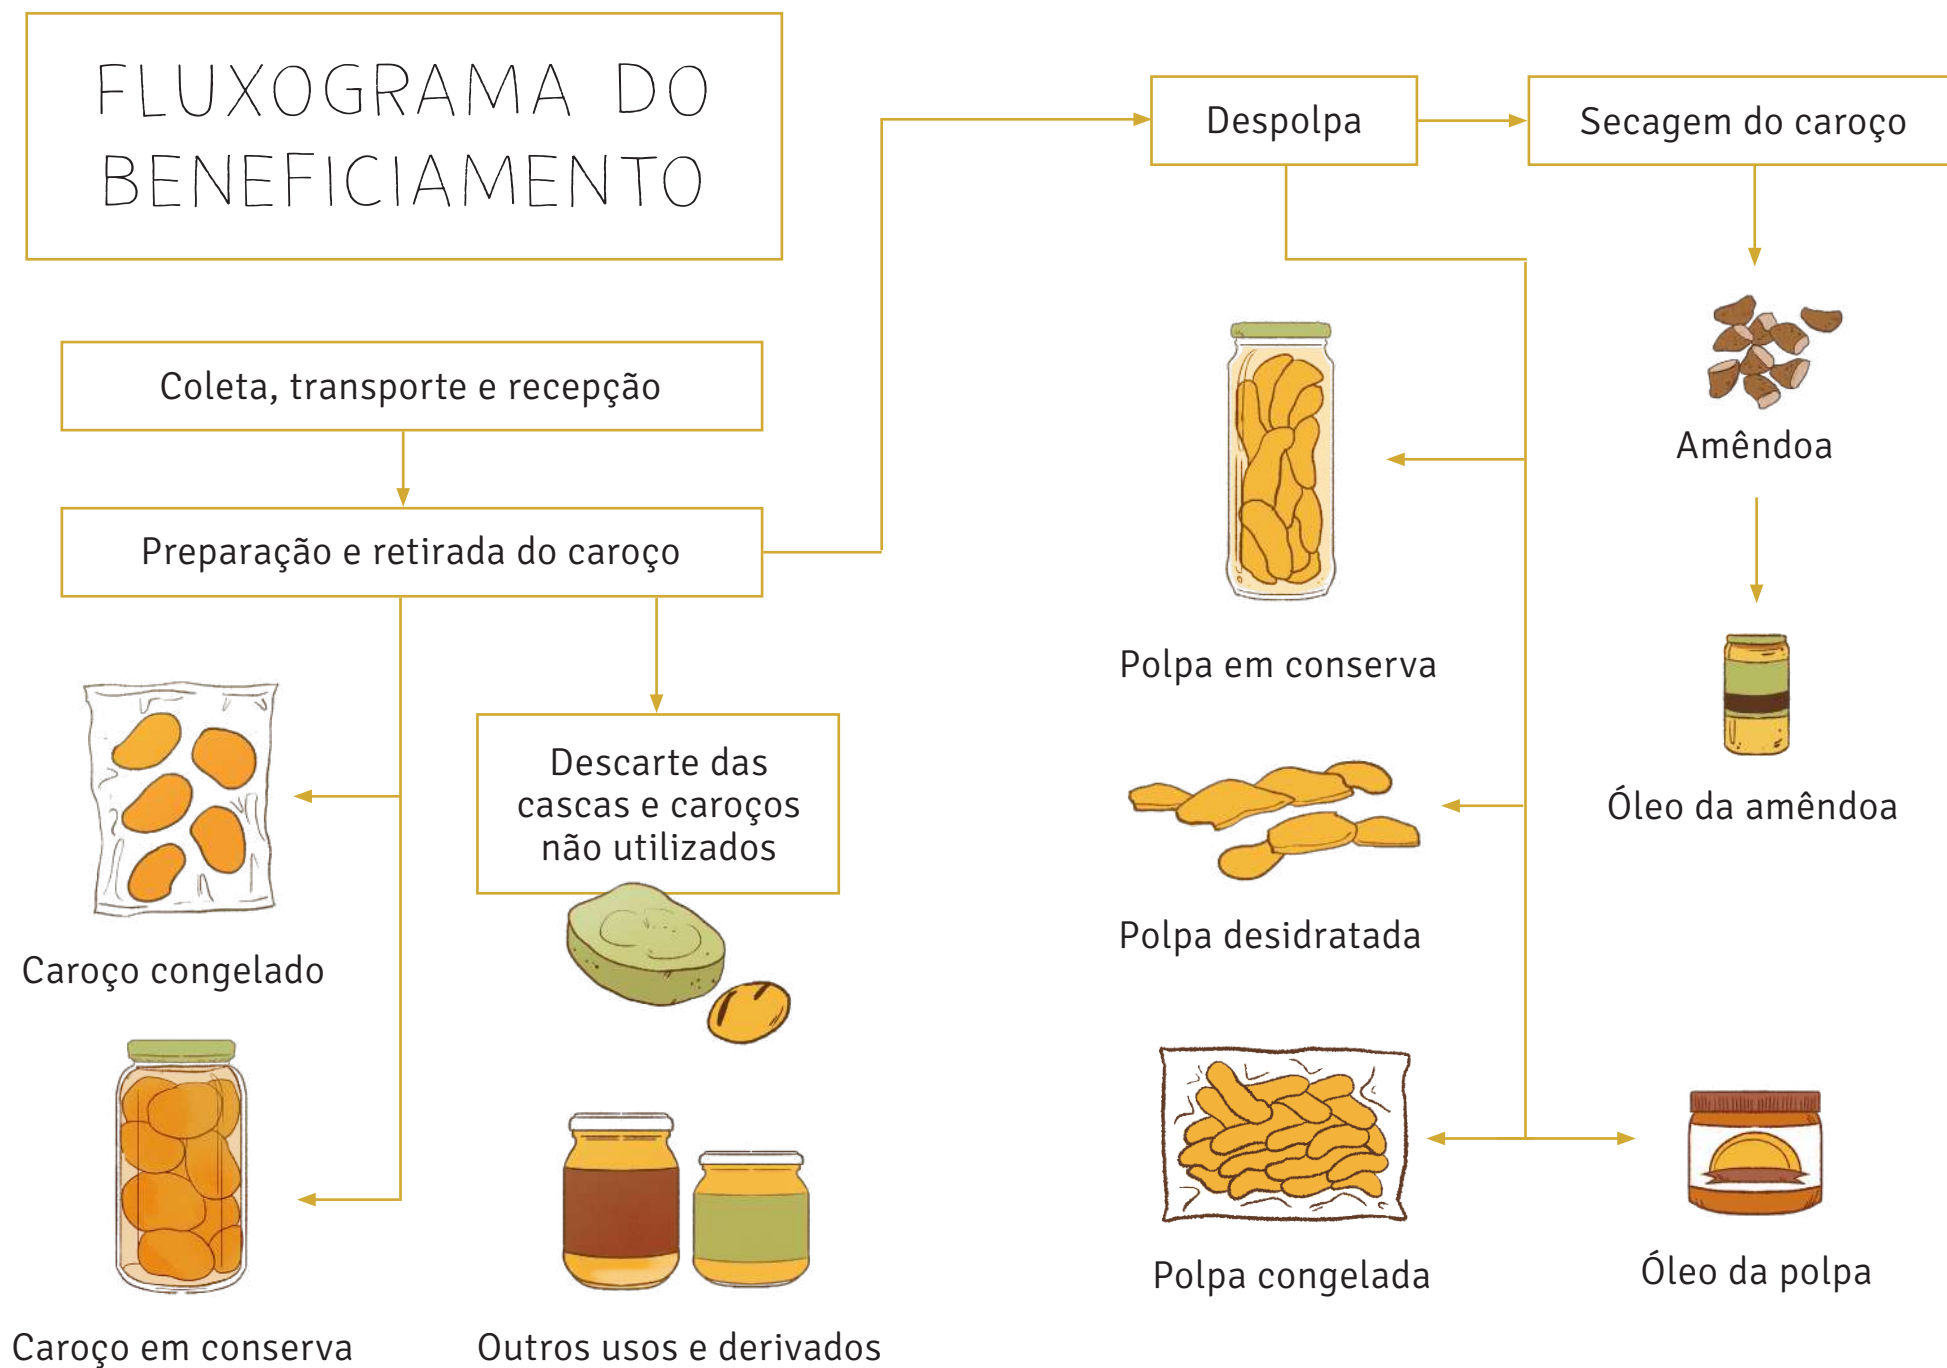 FLUXOGRAMA DO
BENEFICIAMENTO
Coleta, transporte e recepção
Preparação e retirada do caroço
Caroço congelado
Caroço em conserva
Descarte das
cascas e caroços
não utilizados
Outros usos e derivados
Despolpa
Polpa em conserva
Polpa desidratada
Polpa congelada
Óleo da polpa
Secagem do caroço
Amêndoa
Óleo da amêndoa